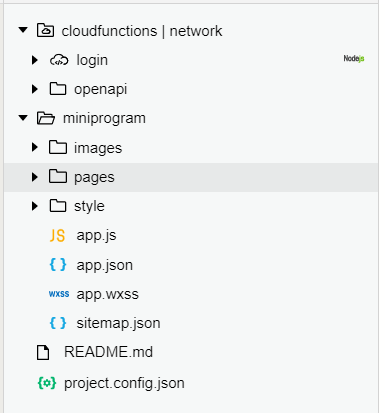 cloudfunctions | network
login Nodejs
openapi
miniprogram
images
pages
style
JS app.js
{ } app.json
wxss app.wxss
{ } sitemap.json
README.md
project.config.json